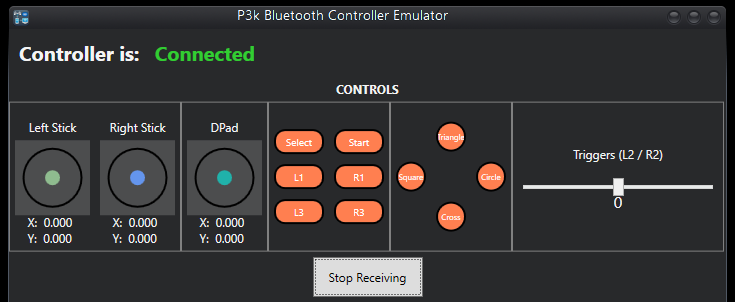 P3k Bluetooth Controller Emulator
Controller is: Connected
CONTROLS
Left Stick
X: 0.000
Y: 0.000
Right Stick
X: 0.000
Y: 0.000
DPad
X: 0.000
Y: 0.000
Select Start
L1 R1
L3 R3
Triangle
Square Circle
Cross
Triggers (L2 / R2)
0
Stop Receiving